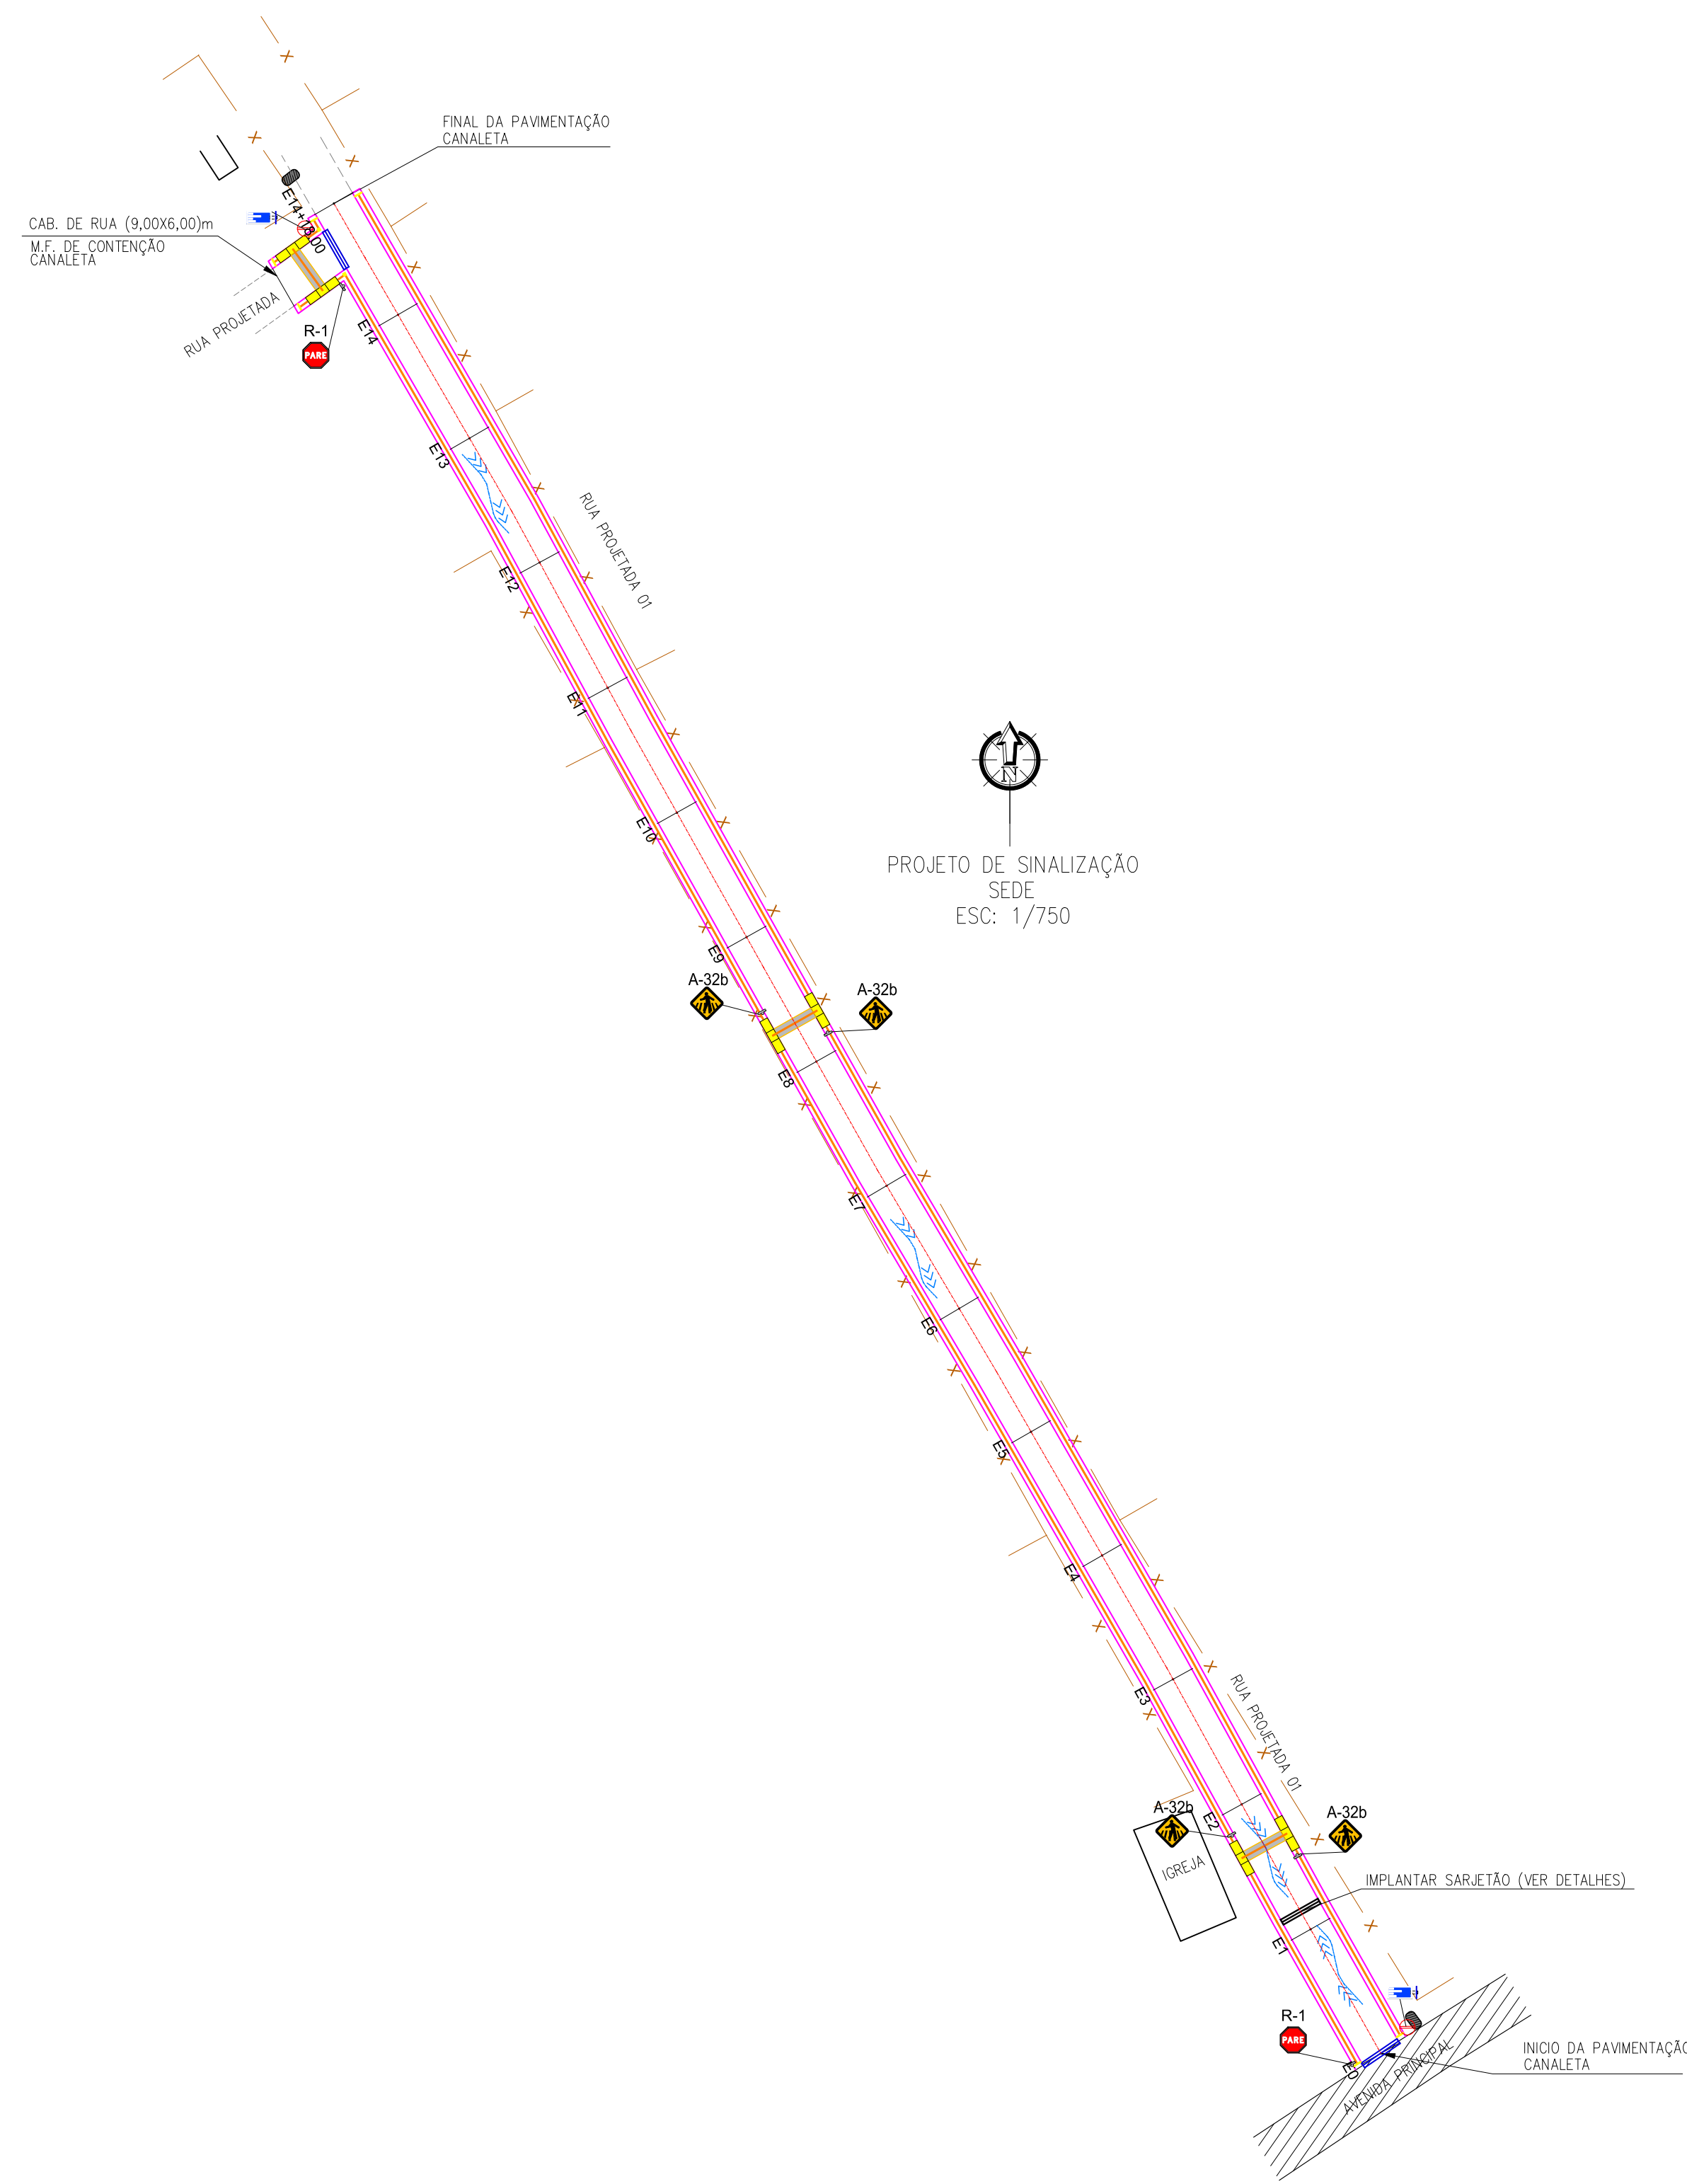 FINAL DA PAVIMENTAÇÃO
CANALETA
E14+18.00
CAB. DE RUA (9,00X6,00)m
M.F. DE CONTENÇÃO
CANALETA
RUA PROJETADA
R-1
PARE
E14
E13
RUA PROJETADA 01
E12
E11
N
PROJETO DE SINALIZAÇÃO
SEDE
ESC: 1/750
E10
E9
A-32b
A-32b
E8
E7
E6
E5
E4
E3
RUA PROJETADA 01
A-32b
A-32b
E2
IGREJA
IMPLANTAR SARJETÃO (VER DETALHES)
E1
R-1
PARE
E0
AVENIDA PRINCIPAL
INICIO DA PAVIMENTAÇÃO
CANALETA